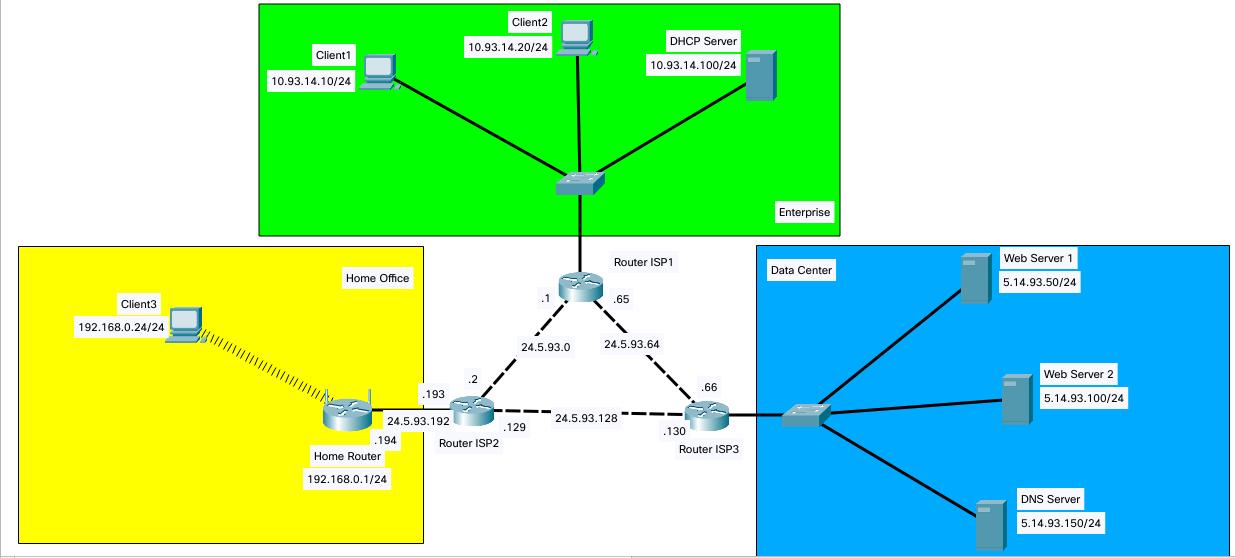 Client2
10.93.14.20/24
DHCP Server
10.93.14.100/24
Client1
10.93.14.10/24
Enterprise
Home Office
Client3
192.168.0.24/24
Home Router
192.168.0.1/24
.193
24.5.93.192
.194
Router ISP1
.1
.65
24.5.93.0
24.5.93.64
.2
.66
24.5.93.128
.129
.130
Router ISP2
Router ISP3
Data Center
Web Server 1
5.14.93.50/24
Web Server 2
5.14.93.100/24
DNS Server
5.14.93.150/24